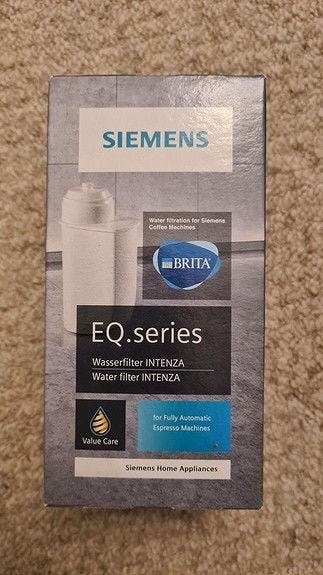 SIEMENS
Water filtration for Siemens
Coffee Machines
BRITA
EQ.series
Wasserfilter INTENZA
Water filter INTENZA
Value Care
for Fully Automatic
Espresso Machines
Siemens Home Appliances